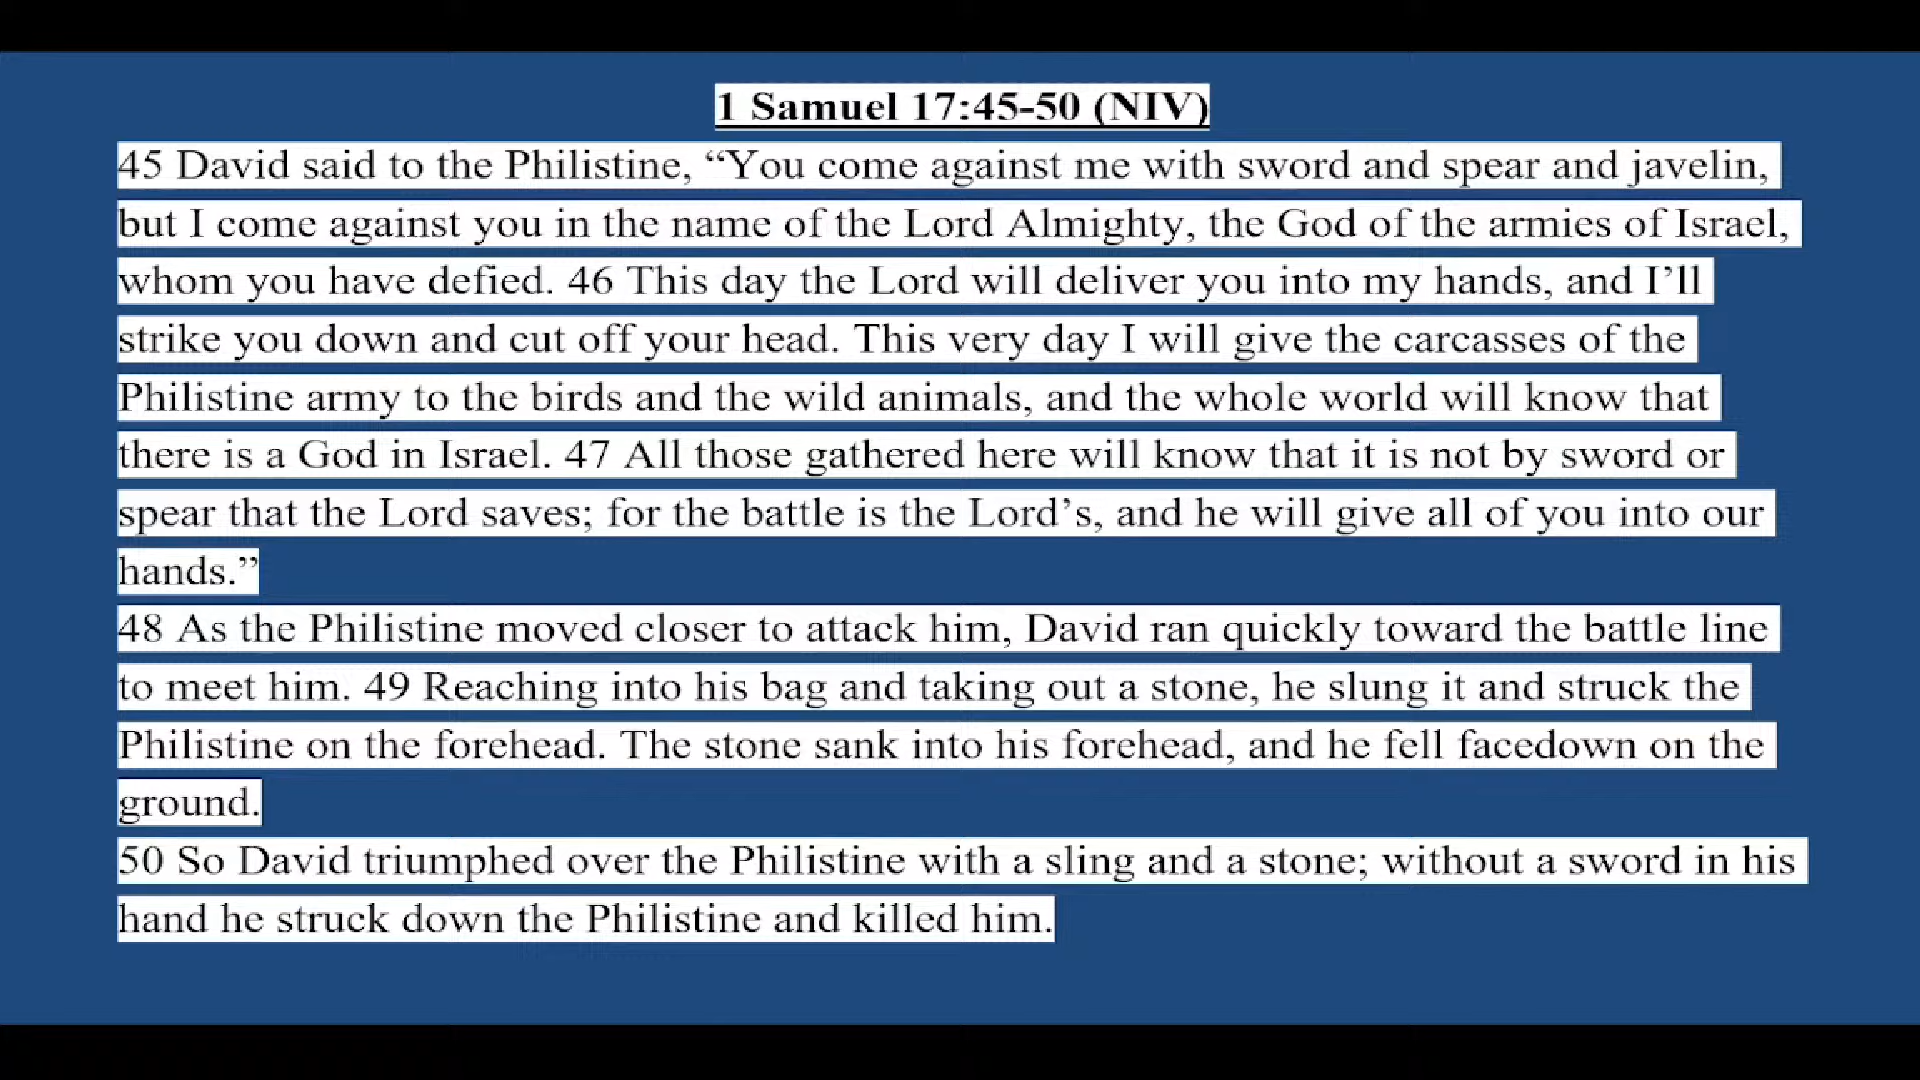 1 Samuel 17:45-50 (NIV)
45 David said to the Philistine, “You come against me with sword and spear and javelin,
but I come against you in the name of the Lord Almighty, the God of the armies of Israel,
whom you have defied. 46 This day the Lord will deliver you into my hands, and I’ll
strike you down and cut off your head. This very day I will give the carcasses of the
Philistine army to the birds and the wild animals, and the whole world will know that
there is a God in Israel. 47 All those gathered here will know that it is not by sword or
spear that the Lord saves; for the battle is the Lord’s, and he will give all of you into our
hands.”
48 As the Philistine moved closer to attack him, David ran quickly toward the battle line
to meet him. 49 Reaching into his bag and taking out a stone, he slung it and struck the
Philistine on the forehead. The stone sank into his forehead, and he fell facedown on the
ground.
50 So David triumphed over the Philistine with a sling and a stone; without a sword in his
hand he struck down the Philistine and killed him.